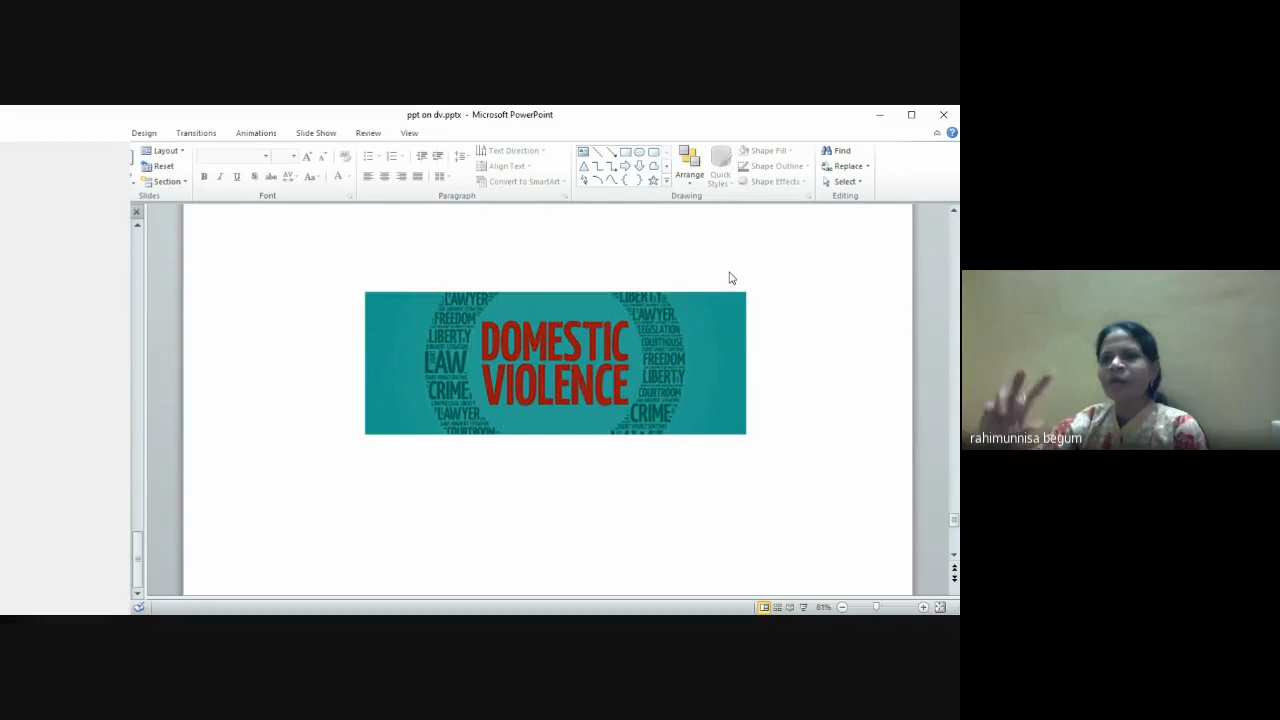 ppt on dv.pptx - Microsoft PowerPoint
Design Transitions Animations Slide Show Review View
Layout
Reset
Section
Slides
B I U S abc AV Aa A
Font
Paragraph
Text Direction
Align Text
Convert to SmartArt
Arrange
Quick
Styles
Shape Fill
Shape Outline
Shape Effects
Drawing
Find
Replace
Select
Editing
LAWYER
FREEDOM
LIBERTY
LAW
CRIME
LAWYER
COURTROOM
DOMESTIC
VIOLENCE
LIBERTY
LAWYER
LEGISLATION
COURTHOUSE
FREEDOM
LIBERTY
COURTROOM
CRIME
rahimunnisa begum
81%